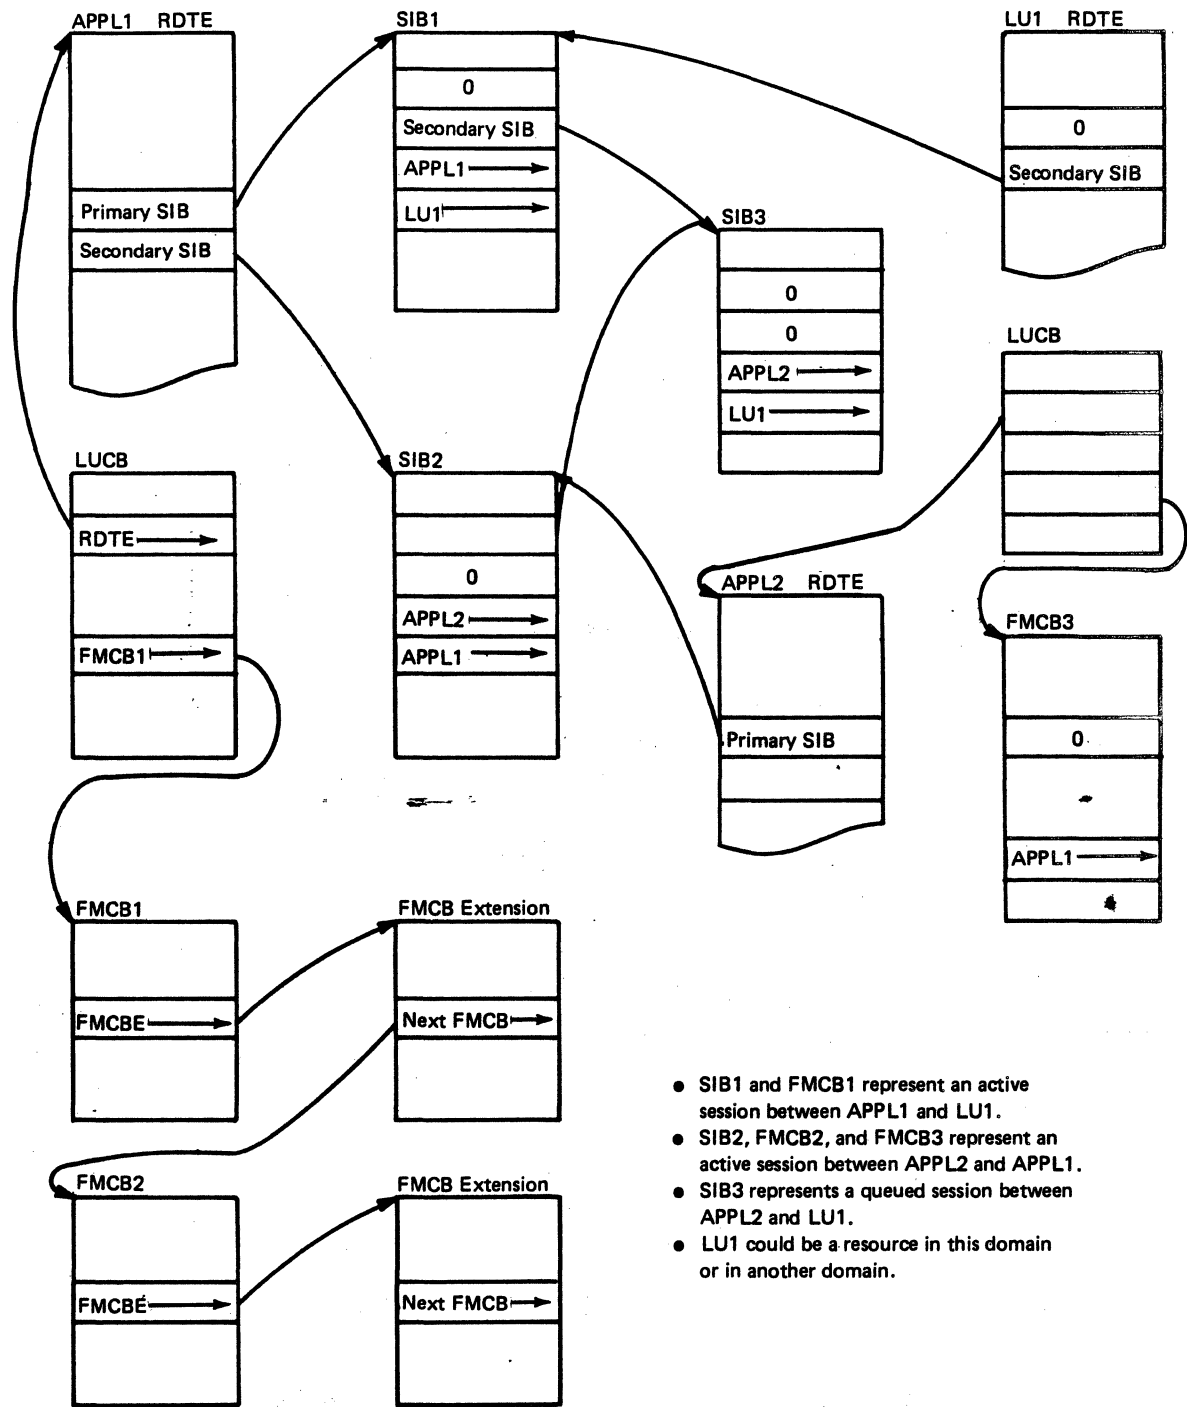 APPL1 RDTE
Primary SIB
Secondary SIB
SIB1
0
Secondary SIB
APPL1
LU1
LU1 RDTE
0
Secondary SIB
SIB3
0
0
APPL2
LU1
LUCB
LUCB
RDTE
FMCB1
SIB2
0
APPL2
APPL1
APPL2 RDTE
Primary SIB
FMCB3
0
APPL1
FMCB1
FMCBE
FMCB Extension
Next FMCB
FMCB2
FMCBE
FMCB Extension
Next FMCB
● SIB1 and FMCB1 represent an active
session between APPL1 and LU1.
● SIB2, FMCB2, and FMCB3 represent an
active session between APPL2 and APPL1.
● SIB3 represents a queued session between
APPL2 and LU1.
● LU1 could be a resource in this domain
or in another domain.